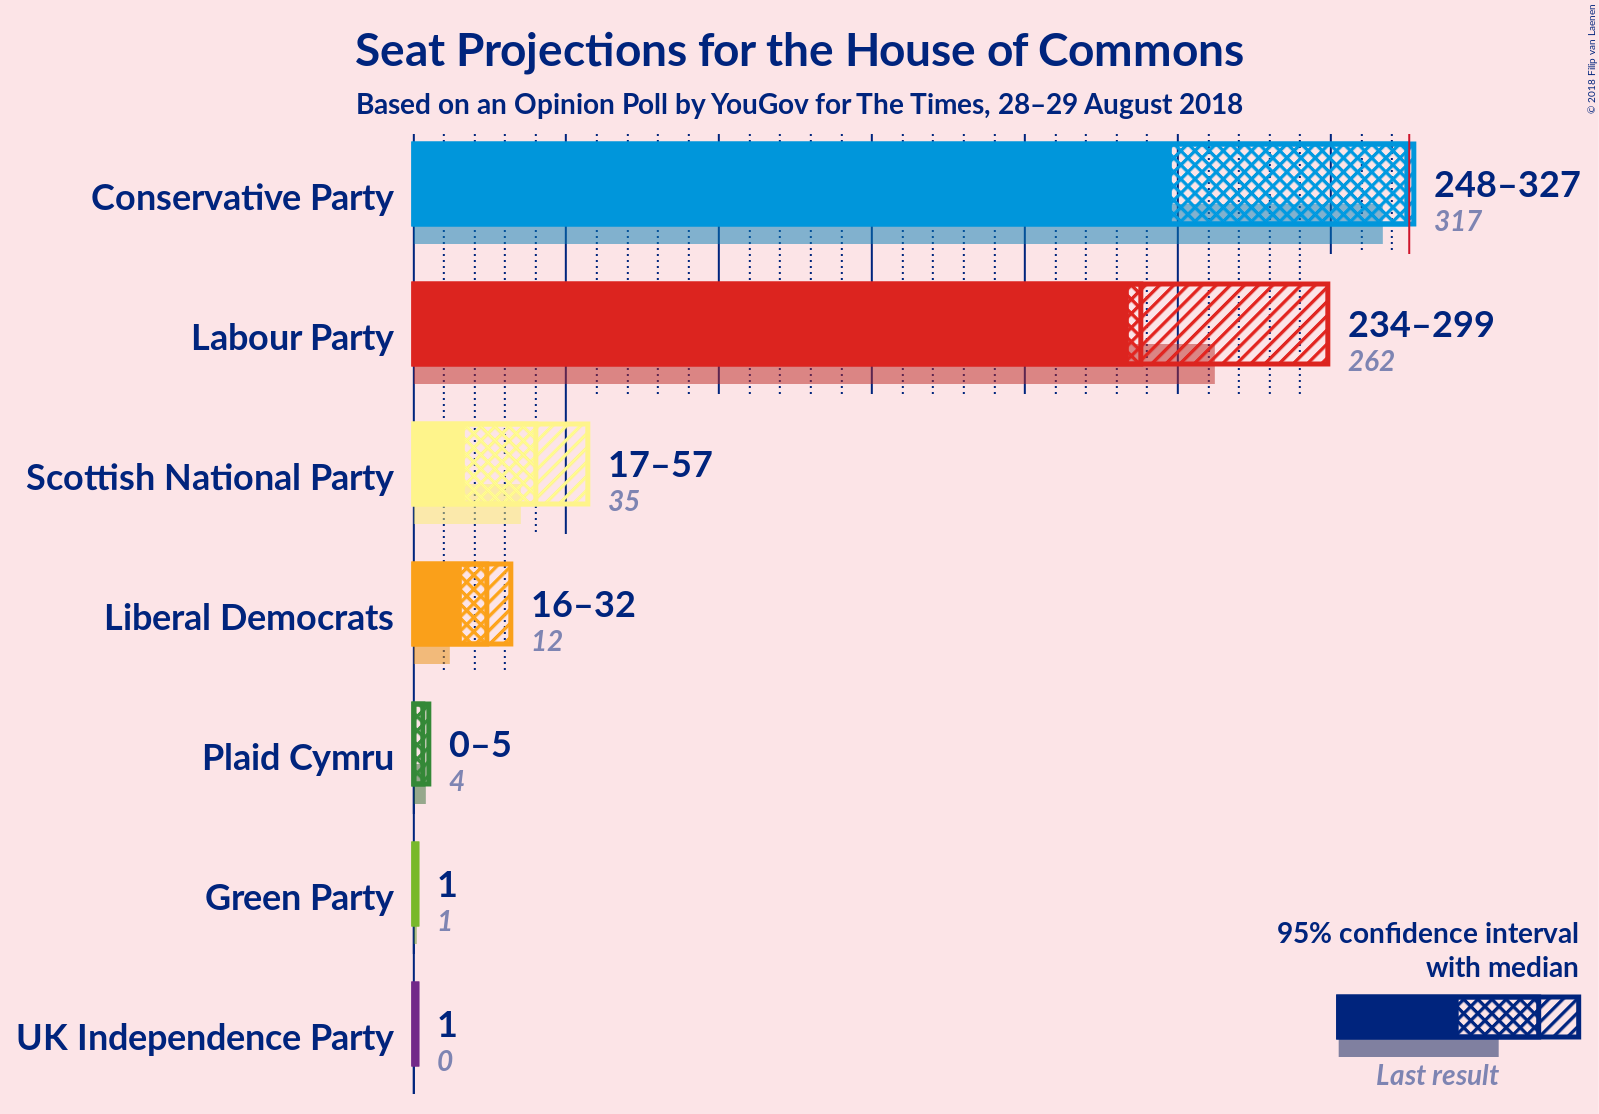 Seat Projections for the House of Commons
Based on an Opinion Poll by YouGov for The Times, 28–29 August 2018
© 2018 Filip van Laenen
Conservative Party
248–327
317
Labour Party
234–299
262
Scottish National Party
17–57
35
Liberal Democrats
16–32
12
Plaid Cymru
0–5
4
Green Party
1
1
UK Independence Party
1
0
95% confidence interval
with median
Last result